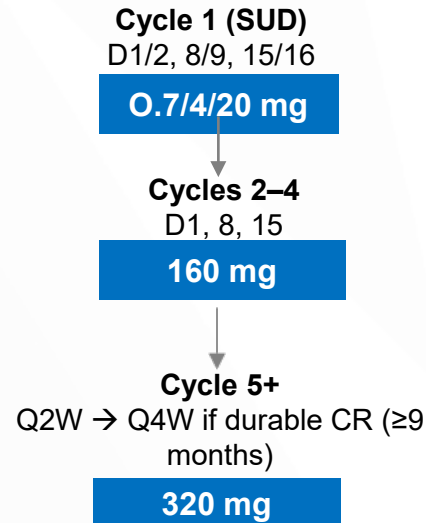 Cycle 1 (SUD)
D1/2, 8/9, 15/16
O.7/4/20 mg
Cycles 2–4
D1, 8, 15
160 mg
Cycle 5+
Q2W → Q4W if durable CR (≥9
months)
320 mg